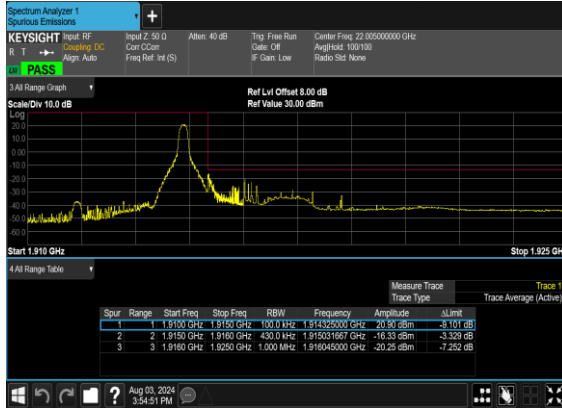 Spectrum Analyzer 1
Spurious Emissions
+
KEYSIGHT Input: RF Input Z: 50 Ω Atten: 40 dB Trig: Free Run Center Freq: 22.005000000 GHz
R T Coupling: DC Corr CCorr Gate: Off Avg|Hold: 100/100
Align: Auto Freq Ref: Int (S) IF Gain: Low Radio Std: None
PASS
3 All Range Graph
Ref Lvl Offset 8.00 dB
Scale/Div 10.0 dB Ref Value 30.00 dBm
Log
20.0
10.0
0.00
-10.0
-20.0
-30.0
-40.0
-50.0
-60.0
Start 1.910 GHz Stop 1.925 GH
4 All Range Table
Measure Trace Trace 1
Trace Type Trace Average (Active)
Spur Range Start Freq Stop Freq RBW Frequency Amplitude ΔLimit
1 1 1.9100 GHz 1.9150 GHz 100.0 kHz 1.914325000 GHz 20.90 dBm -9.101 dB
2 2 1.9150 GHz 1.9160 GHz 430.0 kHz 1.915031667 GHz -16.33 dBm -3.329 dB
3 3 1.9160 GHz 1.9250 GHz 1.000 MHz 1.916045000 GHz -20.25 dBm -7.252 dB
? Aug 03, 2024
3:54:51 PM